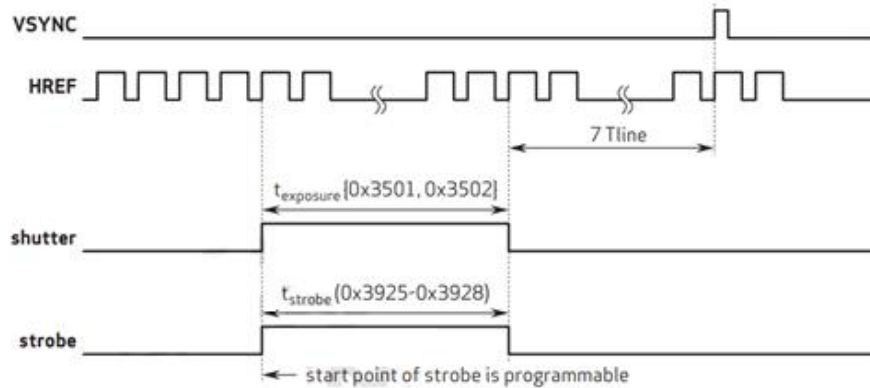 VSYNC
HREF
7 Tline
texposure {0x3501, 0x3502}
shutter
tstrobe (0x3925-0x3928)
strobe
start point of strobe is programmable